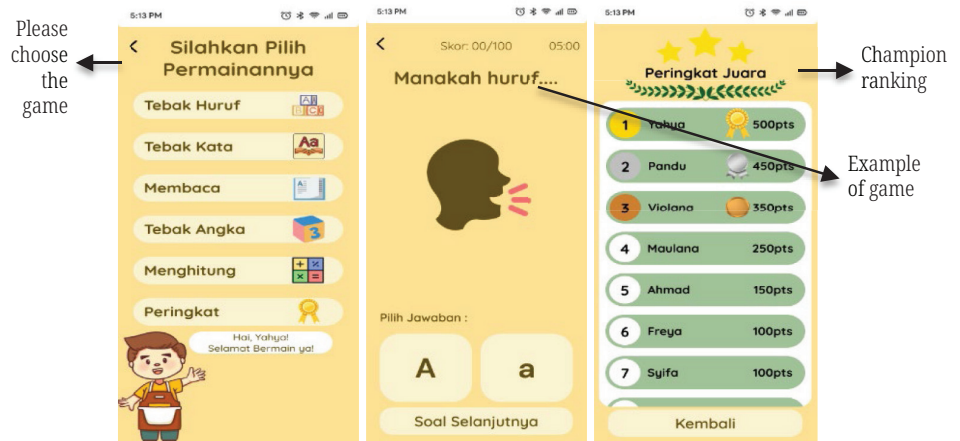 Please
choose
the
game
5:13 PM
Silahkan Pilih
Permainannya
Tebak Huruf
Tebak Kata
Aa
Membaca
Tebak Angka
3
Menghitung
+ ×
× =
Peringkat
Hai, Yahya!
Selamat Bermain ya!
5:13 PM
Skor: 00/100 05:00
Manakah huruf....
Pilih Jawaban :
A a
Soal Selanjutnya
5:13 PM
Peringkat Juara
1 Yahya 500pts
2 Pandu 450pts
3 Violana 350pts
4 Maulana 250pts
5 Ahmad 150pts
6 Freya 100pts
7 Syifa 100pts
Kembali
Champion
ranking
Example
of game